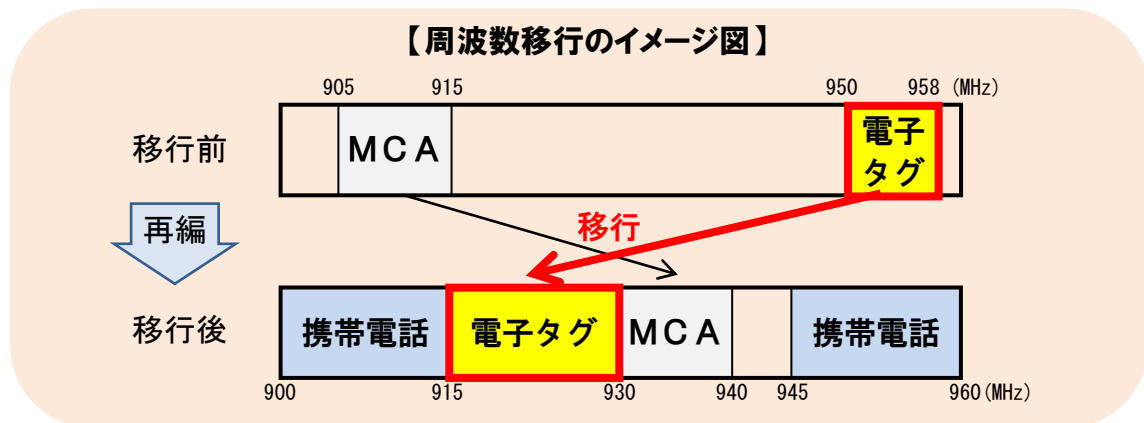 【周波数移行のイメージ図】
905 915 950 958 (MHz)
移行前 MCA 電子
タグ
再編 移行
移行後 携帯電話 電子タグ MCA 携帯電話
900 915 930 940 945 960(MHz)